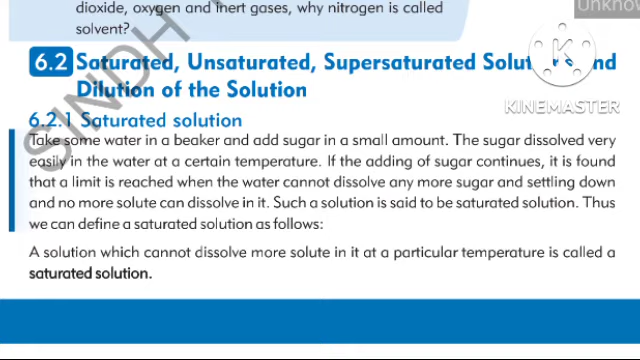 Unknow
dioxide, oxygen and inert gases, why nitrogen is called
solvent?
6.2 Saturated, Unsaturated, Supersaturated Solutions and
Dilution of the Solution
K
KINEMASTER
6.2.1 Saturated solution
Take some water in a beaker and add sugar in a small amount. The sugar dissolved very
easily in the water at a certain temperature. If the adding of sugar continues, it is found
that a limit is reached when the water cannot dissolve any more sugar and settling down
and no more solute can dissolve in it. Such a solution is said to be saturated solution. Thus
we can define a saturated solution as follows:
A solution which cannot dissolve more solute in it at a particular temperature is called a
saturated solution.
SINDH